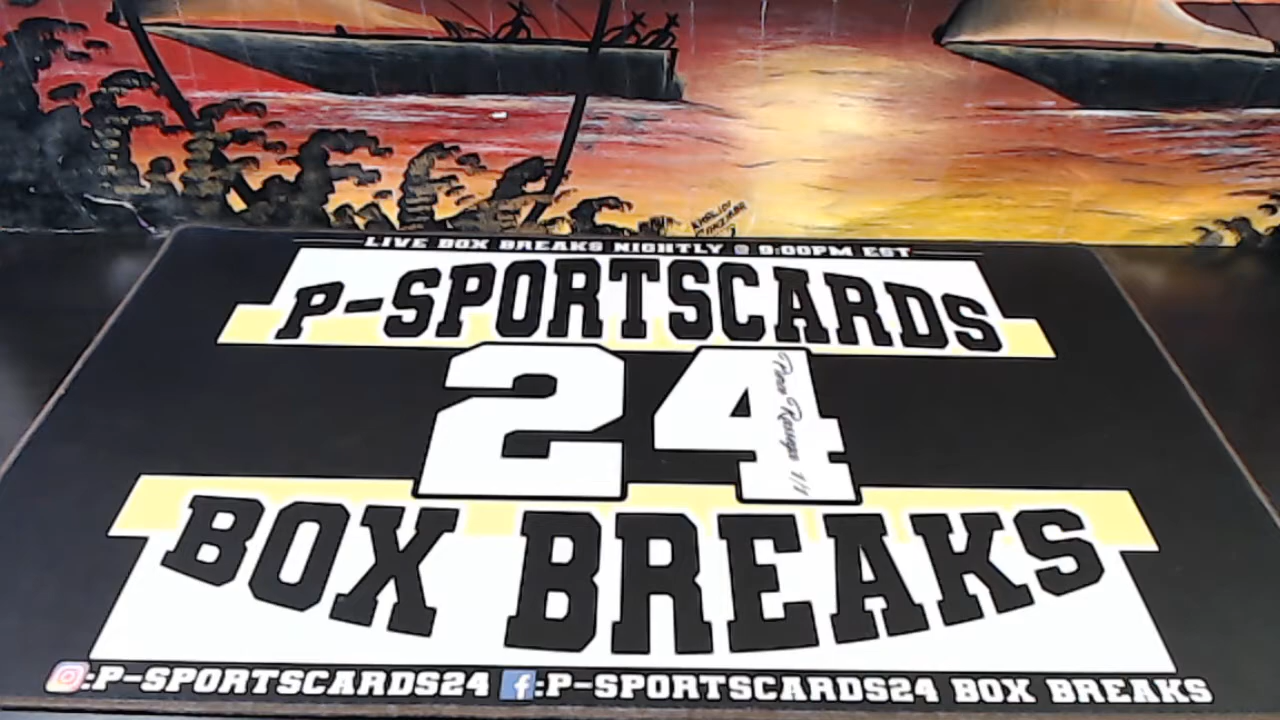 LIVE BOX BREAKS NIGHTLY @ 9:00PM EST
P-SPORTSCARDS
24
BOX BREAKS
:P-SPORTSCARDS24 :P-SPORTSCARDS24 BOX BREAKS